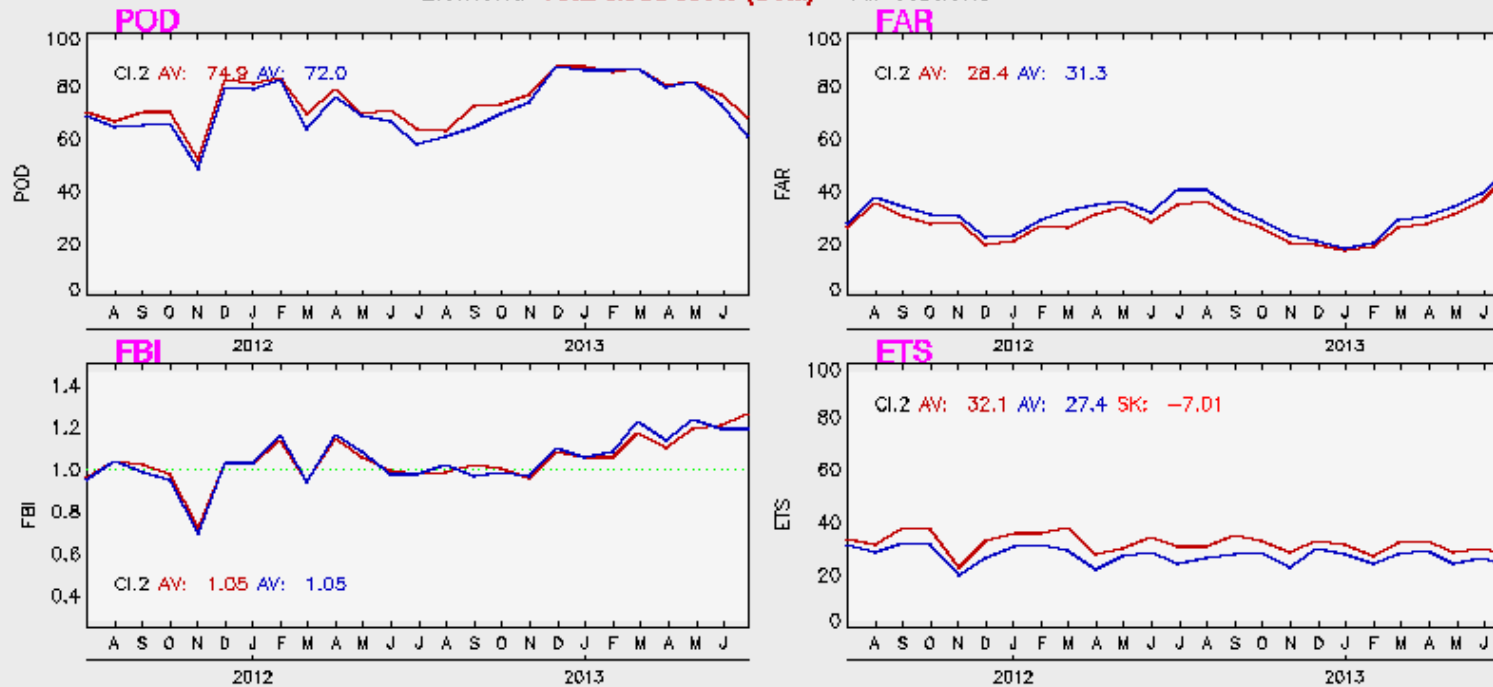 POD
FAR
100
80
60
40
20
0
POD
Cl.2 AV: 74.9 AV: 72.0
A S O N D J F M A M J J A S O N D J F M A M J
2012 2013
100
80
60
40
20
0
FAR
Cl.2 AV: 28.4 AV: 31.3
A S O N D J F M A M J J A S O N D J F M A M J
2012 2013
FBI
ETS
1.4
1.2
1.0
0.8
0.6
0.4
FBI
Cl.2 AV: 1.05 AV: 1.05
A S O N D J F M A M J J A S O N D J F M A M J
2012 2013
100
80
60
40
20
0
ETS
Cl.2 AV: 32.1 AV: 27.4 SK: -7.01
A S O N D J F M A M J J A S O N D J F M A M J
2012 2013